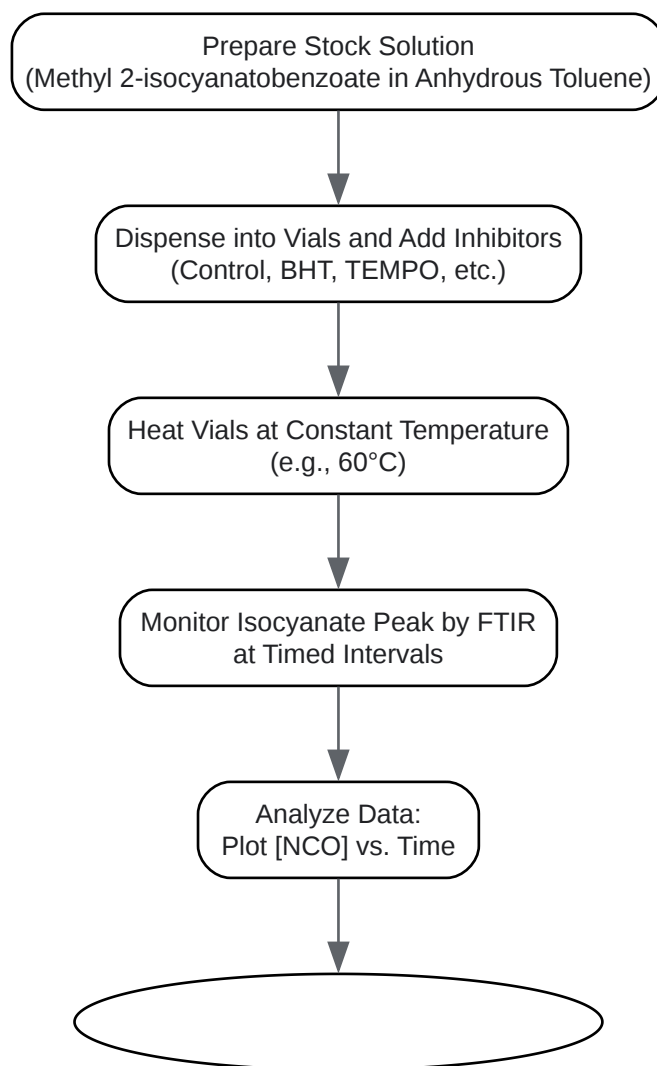 Prepare Stock Solution
(Methyl 2-isocyanatobenzoate in Anhydrous Toluene)
Dispense into Vials and Add Inhibitors
(Control, BHT, TEMPO, etc.)
Heat Vials at Constant Temperature
(e.g., 60°C)
Monitor Isocyanate Peak by FTIR
at Timed Intervals
Analyze Data:
Plot [NCO] vs. Time